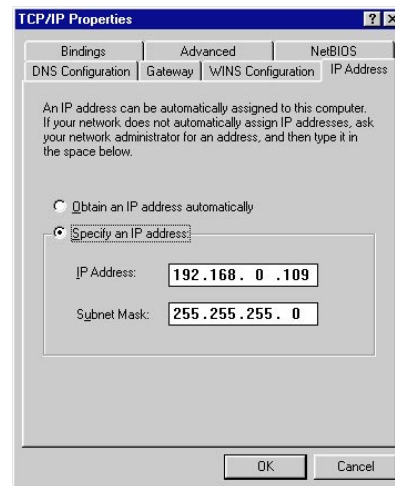 TCP/IP Properties
Bindings Advanced NetBIOS
DNS Configuration Gateway WINS Configuration IP Address
An IP address can be automatically assigned to this computer.
If your network does not automatically assign IP addresses, ask
your network administrator for an address, and then type it in
the space below.
Obtain an IP address automatically
Specify an IP address:
IP Address: 192.168. 0 .109
Subnet Mask: 255.255.255. 0
OK Cancel